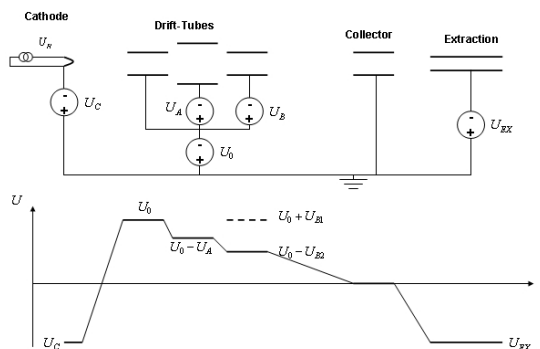 Cathode
Drift-Tubes
Collector
Extraction
U_H
- + U_C
- + U_A
- + U_B
- + U_0
- + U_EX
U
U_0
U_0 + U_B1
U_0 - U_A
U_0 - U_B2
U_C
U_EX